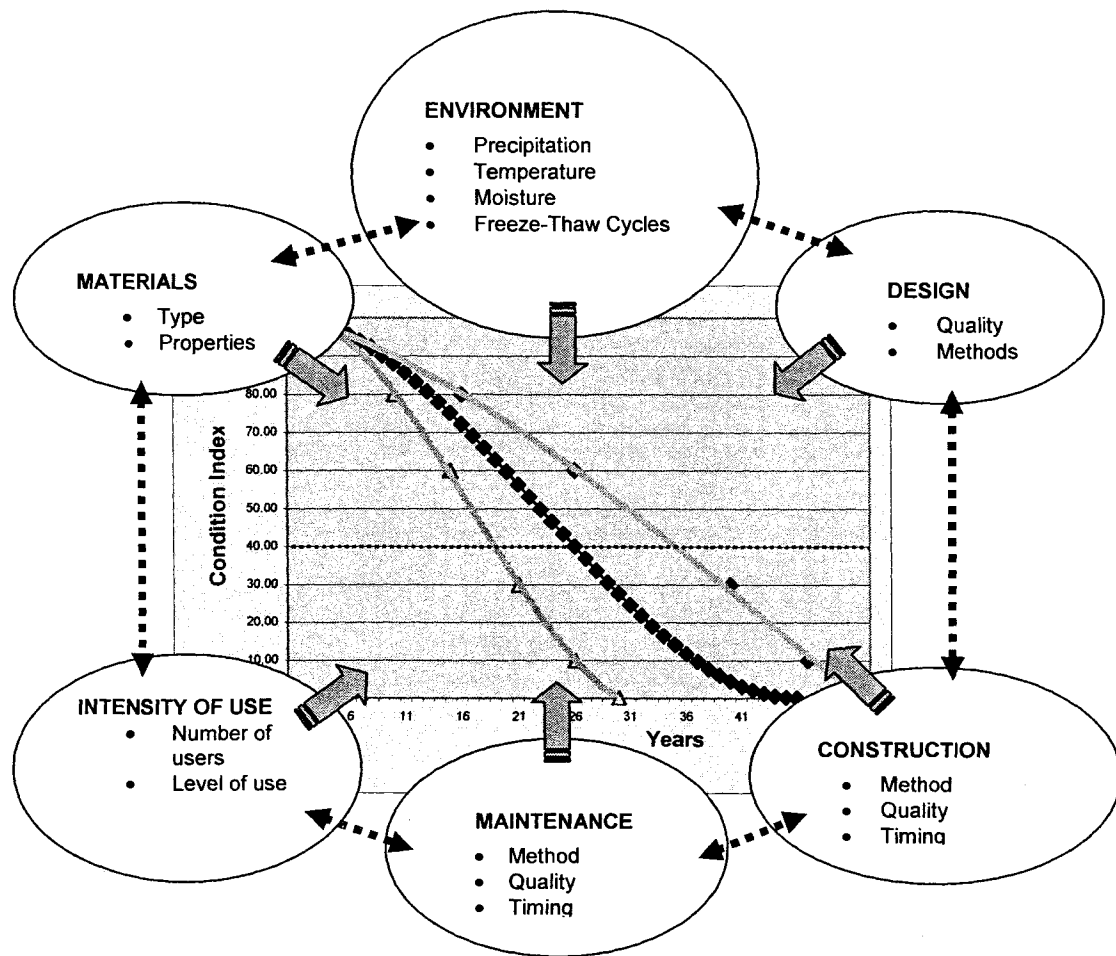 ENVIRONMENT
• Precipitation
• Temperature
• Moisture
• Freeze-Thaw Cycles
MATERIALS
• Type
• Properties
DESIGN
• Quality
• Methods
Condition Index
80.00
70.00
60.00
50.00
40.00
30.00
20.00
10.00
6 11 16 21 26 31 36 41
Years
INTENSITY OF USE
• Number of
users
• Level of use
MAINTENANCE
• Method
• Quality
• Timing
CONSTRUCTION
• Method
• Quality
• Timing